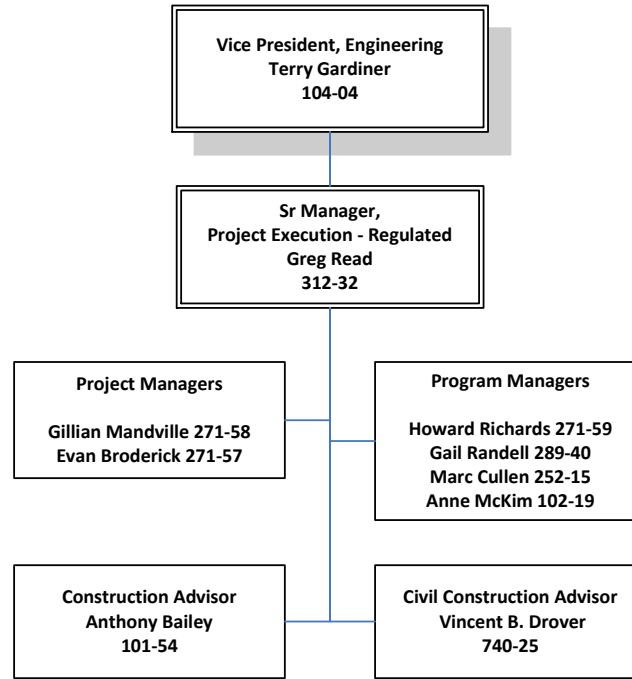 Vice President, Engineering
Terry Gardiner
104-04
Sr Manager,
Project Execution - Regulated
Greg Read
312-32
Project Managers
Gillian Mandville 271-58
Evan Broderick 271-57
Program Managers
Howard Richards 271-59
Gail Randell 289-40
Marc Cullen 252-15
Anne McKim 102-19
Construction Advisor
Anthony Bailey
101-54
Civil Construction Advisor
Vincent B. Drover
740-25